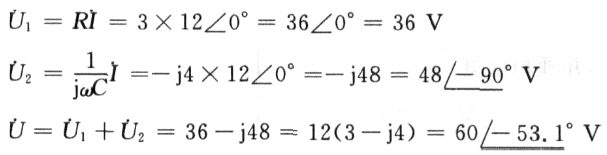 U̇₁ = Rİ = 3 × 12∠0° = 36∠0° = 36 V
U̇₂ = 1/(jωC) İ = − j4 × 12∠0° = − j48 = 48∠− 90° V
U̇ = U̇₁ + U̇₂ = 36 − j48 = 12(3 − j4) = 60∠− 53. 1° V